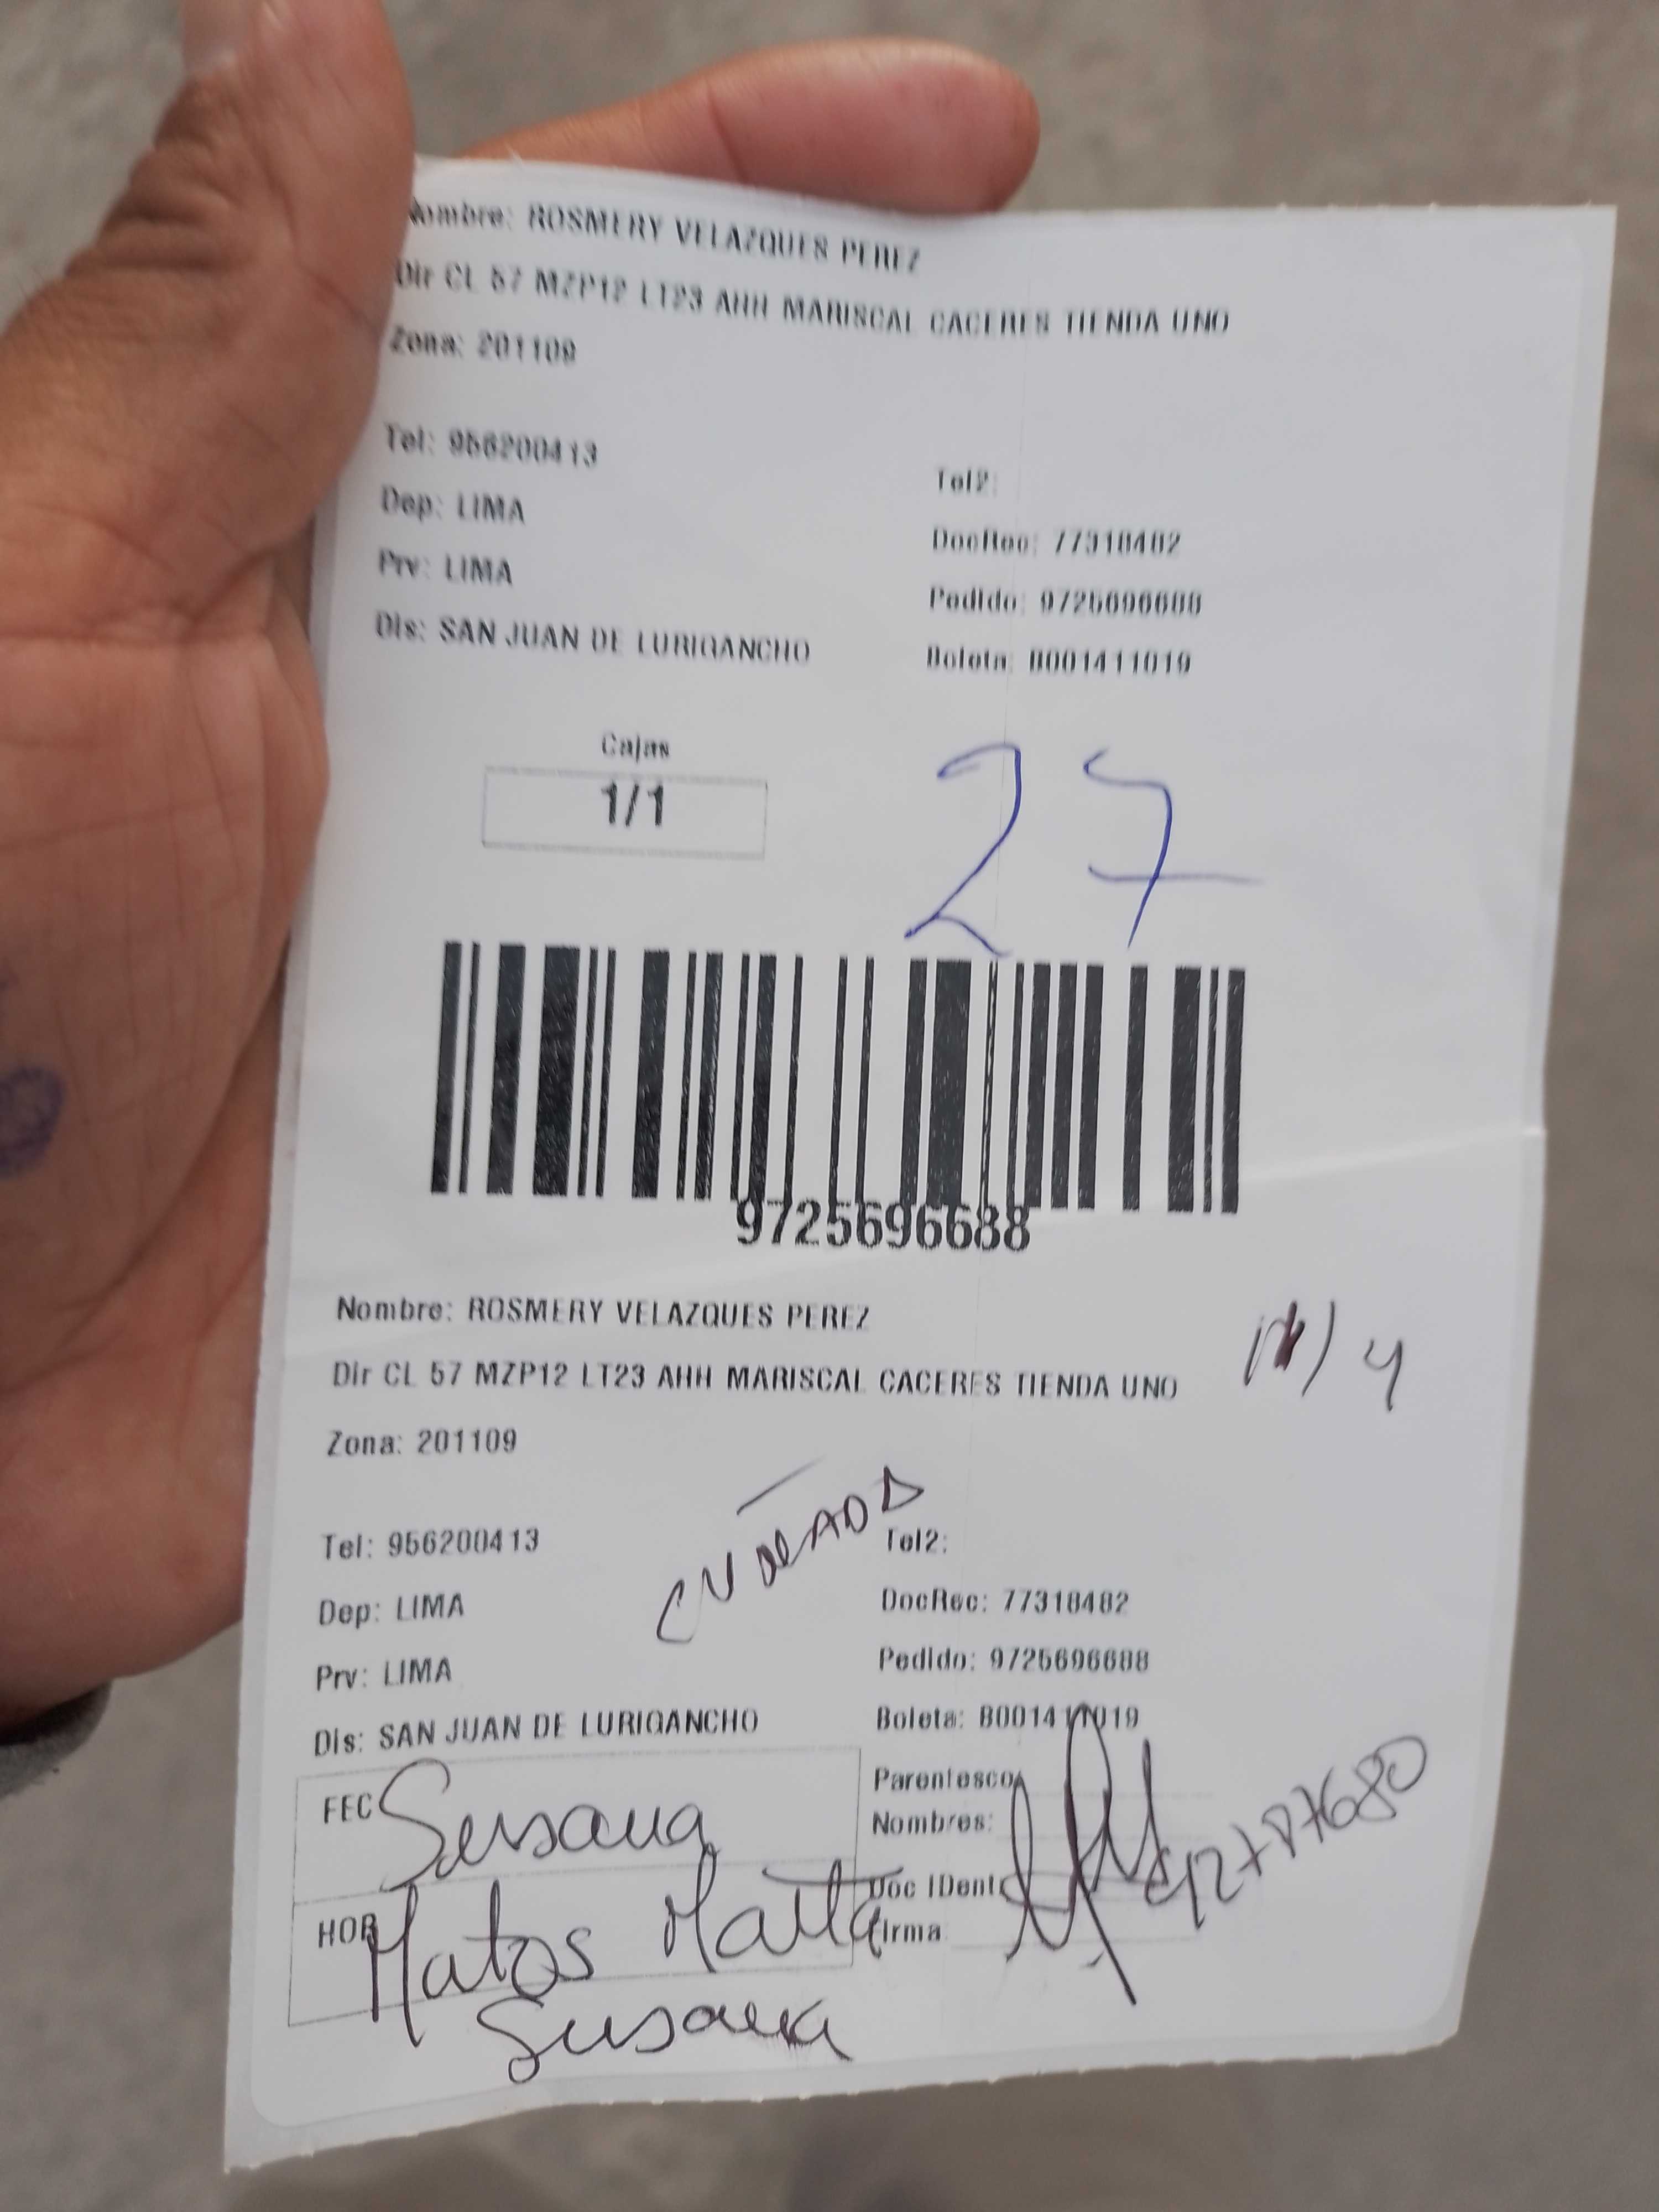 Nombre: ROSMERY VELAZQUES PEREZ
Dir CL 57 MZP12 LT23 AHH MARISCAL CACERES TIENDA UNO
Zona: 201109
Tel: 956200413
Tel2:
Dep: LIMA
DocRec: 77318482
Prv: LIMA
Pedido: 9725696688
Dis: SAN JUAN DE LURIGANCHO
Boleta: B001411019
Cajas
1/1
27
9725696688
Nombre: ROSMERY VELAZQUES PEREZ
Dir CL 57 MZP12 LT23 AHH MARISCAL CACERES TIENDA UNO
Zona: 201109
CUÑADA
Tel: 956200413
Tel2:
Dep: LIMA
DocRec: 77318482
Prv: LIMA
Pedido: 9725696688
Dis: SAN JUAN DE LURIGANCHO
Boleta: B001411019
FEC
Susana
Parentesco
Nombres:
HOR
Matos Matta
Doc IDent
Firma
Susana